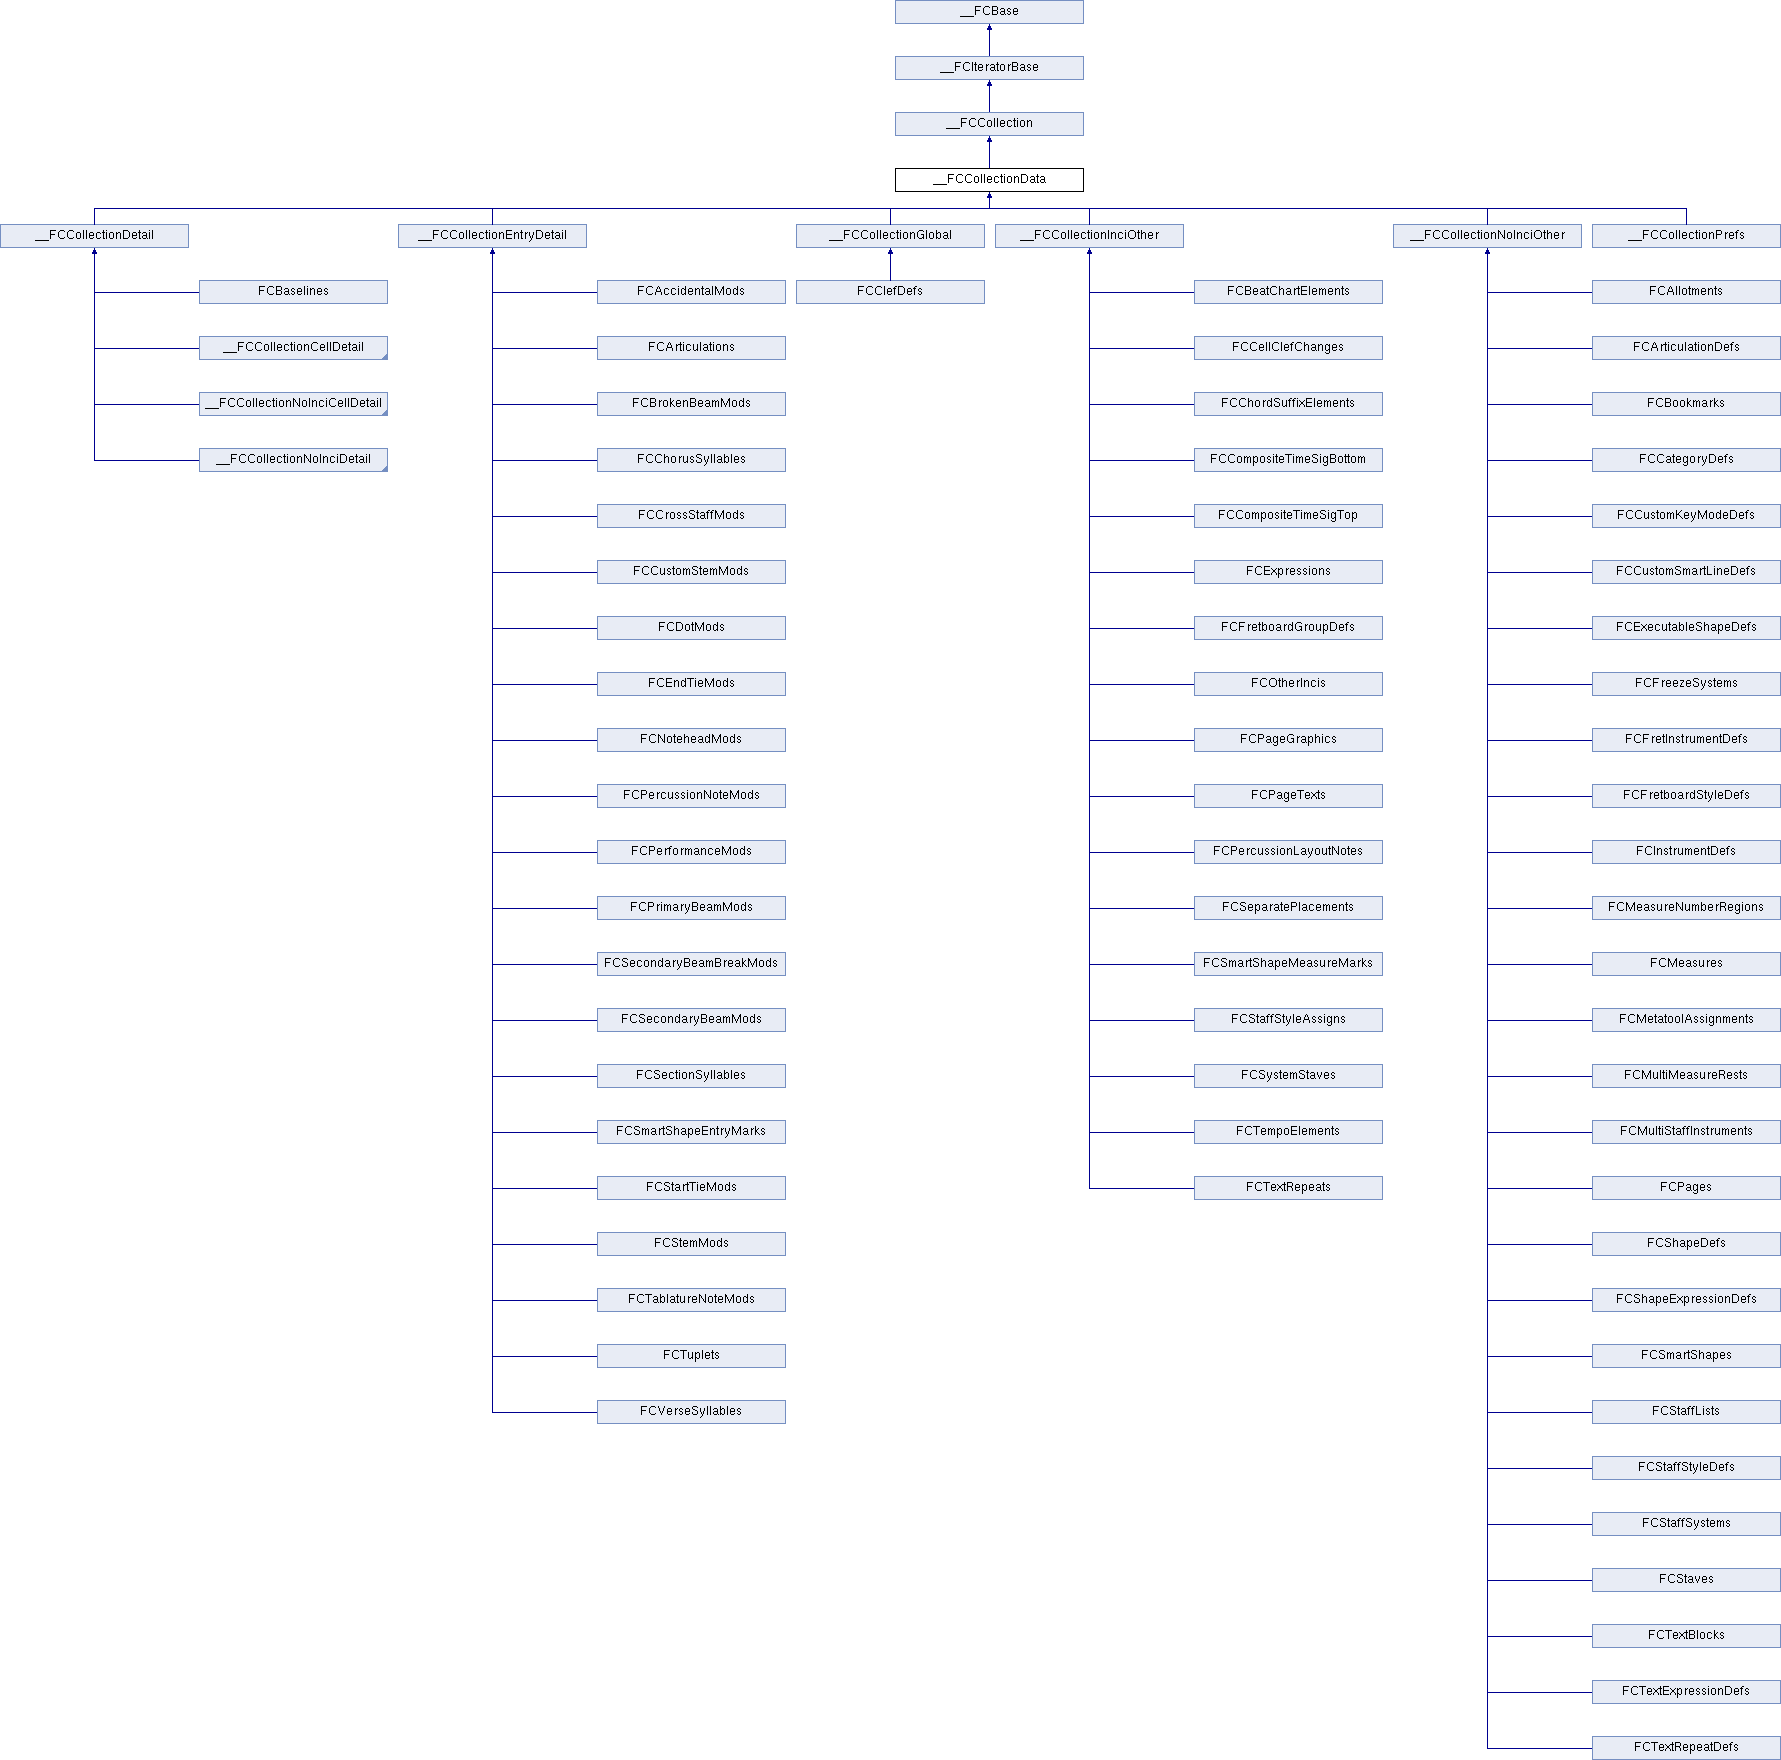 __FCBase
__FCIteratorBase
__FCCollection
__FCCollectionData
__FCCollectionDetail
__FCCollectionEntryDetail
__FCCollectionGlobal
__FCCollectionInciOther
__FCCollectionNoInciOther
__FCCollectionPrefs
FCBaselines
__FCCollectionCellDetail
__FCCollectionNoInciCellDetail
__FCCollectionNoInciDetail
FCAccidentalMods
FCArticulations
FCBrokenBeamMods
FCChorusSyllables
FCCrossStaffMods
FCCustomStemMods
FCDotMods
FCEndTieMods
FCNoteheadMods
FCPercussionNoteMods
FCPerformanceMods
FCPrimaryBeamMods
FCSecondaryBeamBreakMods
FCSecondaryBeamMods
FCSectionSyllables
FCSmartShapeEntryMarks
FCStartTieMods
FCStemMods
FCTablatureNoteMods
FCTuplets
FCVerseSyllables
FCClefDefs
FCBeatChartElements
FCCellClefChanges
FCChordSuffixElements
FCCompositeTimeSigBottom
FCCompositeTimeSigTop
FCExpressions
FCFretboardGroupDefs
FCOtherIncis
FCPageGraphics
FCPageTexts
FCPercussionLayoutNotes
FCSeparatePlacements
FCSmartShapeMeasureMarks
FCStaffStyleAssigns
FCSystemStaves
FCTempoElements
FCTextRepeats
FCAllotments
FCArticulationDefs
FCBookmarks
FCCategoryDefs
FCCustomKeyModeDefs
FCCustomSmartLineDefs
FCExecutableShapeDefs
FCFreezeSystems
FCFretInstrumentDefs
FCFretboardStyleDefs
FCInstrumentDefs
FCMeasureNumberRegions
FCMeasures
FCMetatoolAssignments
FCMultiMeasureRests
FCMultiStaffInstruments
FCPages
FCShapeDefs
FCShapeExpressionDefs
FCSmartShapes
FCStaffLists
FCStaffStyleDefs
FCStaffSystems
FCStaves
FCTextBlocks
FCTextExpressionDefs
FCTextRepeatDefs